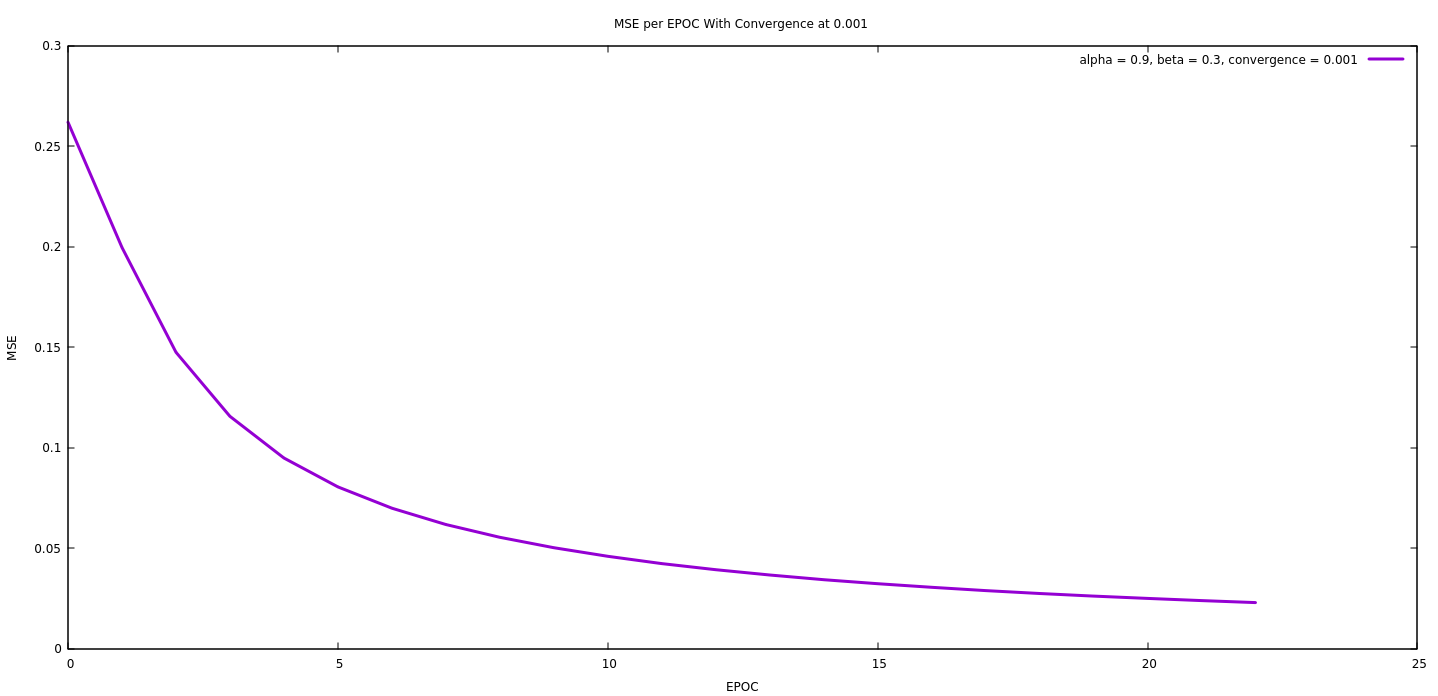 MSE per EPOC With Convergence at 0.001
alpha = 0.9, beta = 0.3, convergence = 0.001
0.3
0.25
0.2
0.15
0.1
0.05
0
MSE
0 5 10 15 20 25
EPOC